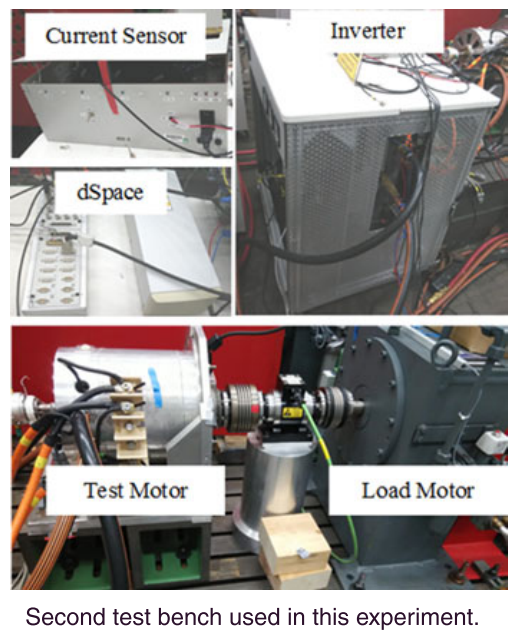 Current Sensor
Inverter
dSpace
Test Motor
Load Motor
Second test bench used in this experiment.